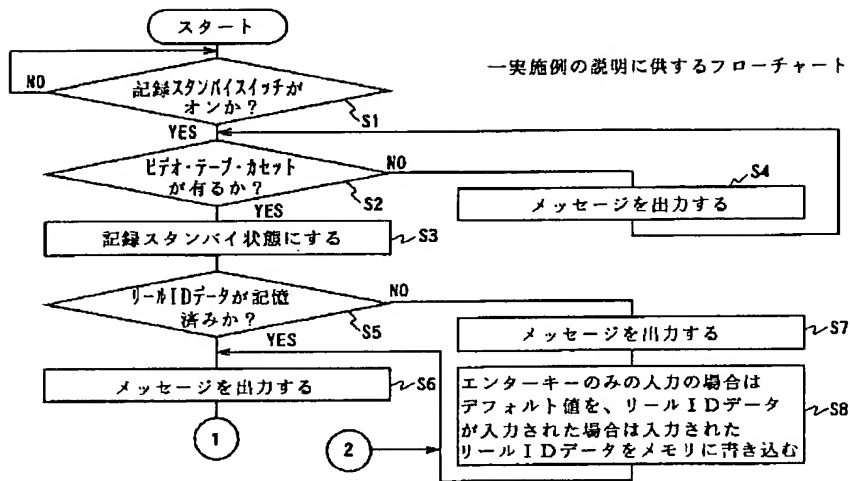 スタート
一実施例の説明に供するフローチャート
記録スタンバイスイッチが
オンか？
NO
S1
YES
ビデオ・テープ・カセット
が有るか？
NO
S2
S4
メッセージを出力する
YES
記録スタンバイ状態にする
S3
リールIDデータが記憶
済みか？
NO
S5
YES
メッセージを出力する
S7
メッセージを出力する
S6
エンターキーのみの入力の場合は
デフォルト値を、リールIDデータ
が入力された場合は入力された
リールIDデータをメモリに書き込む
S8
1
2